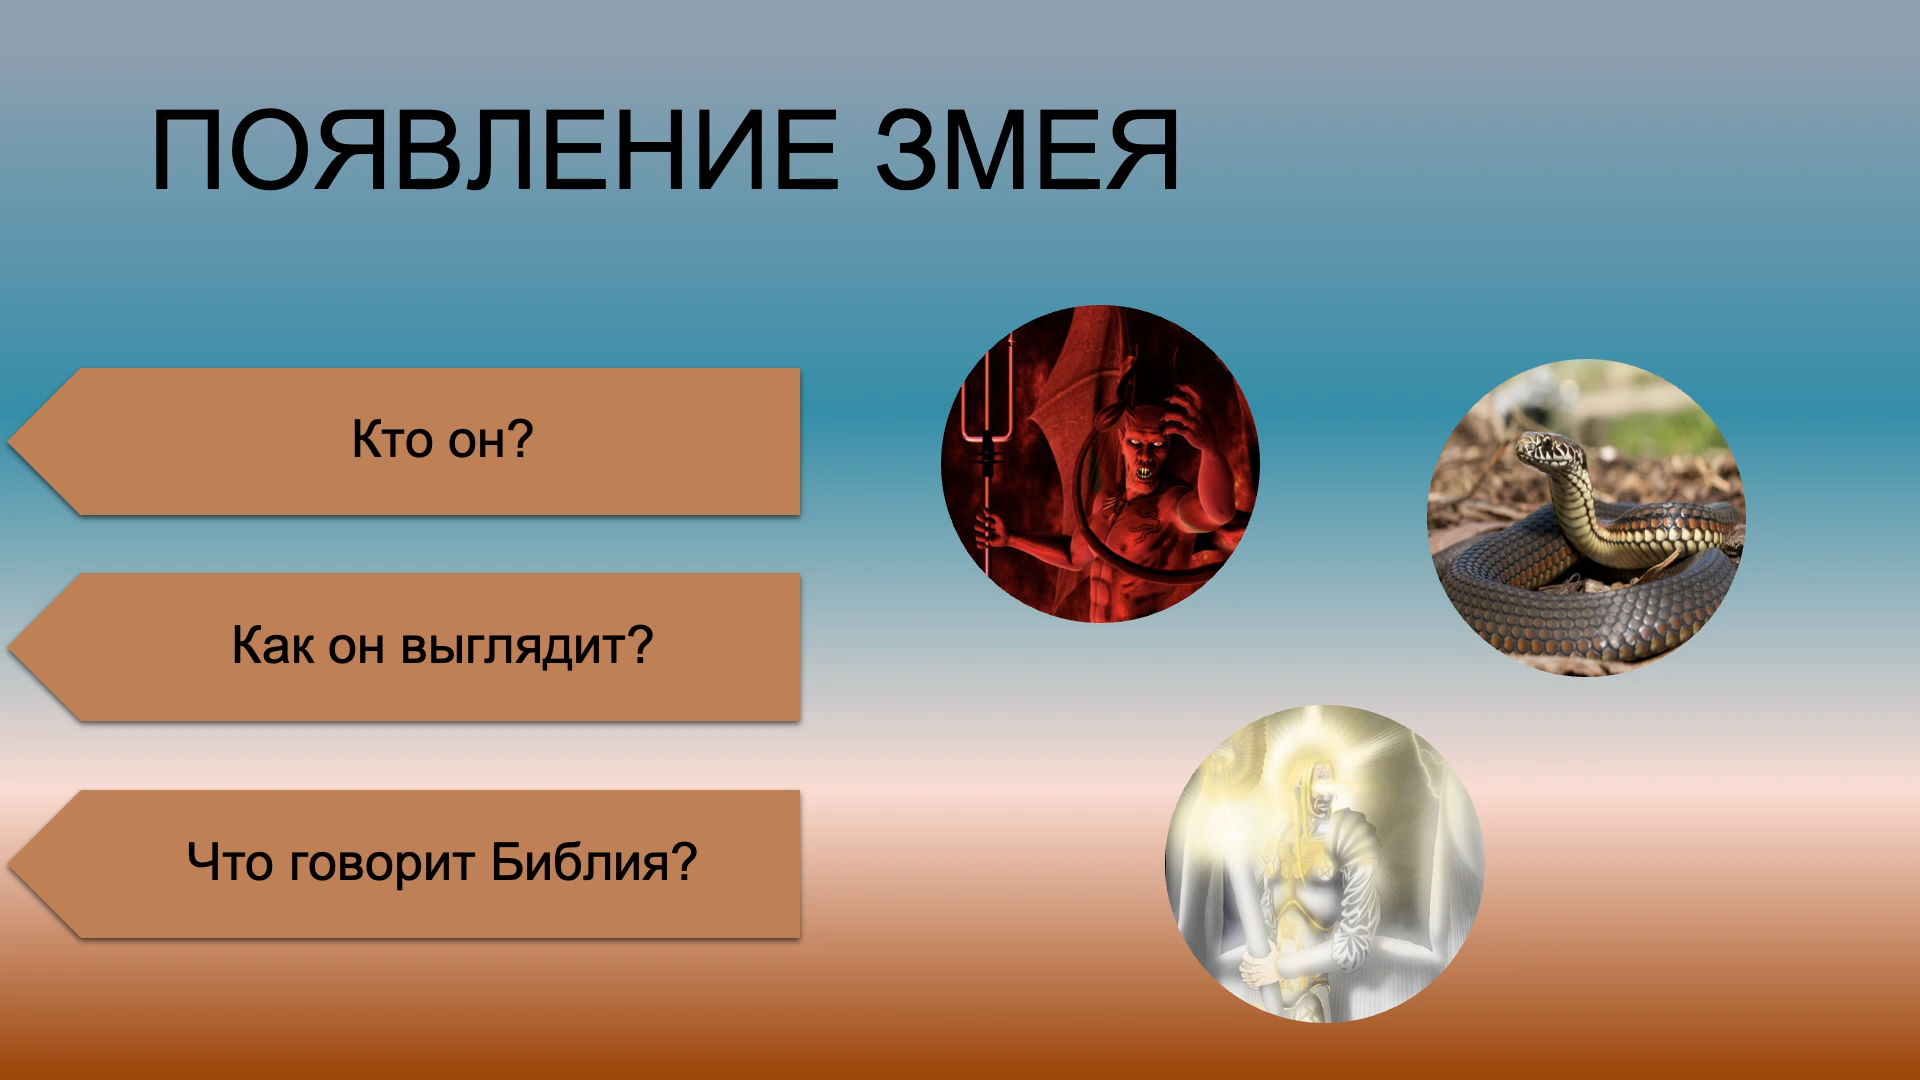 ПОЯВЛЕНИЕ ЗМЕЯ
Кто он?
Как он выглядит?
Что говорит Библия?